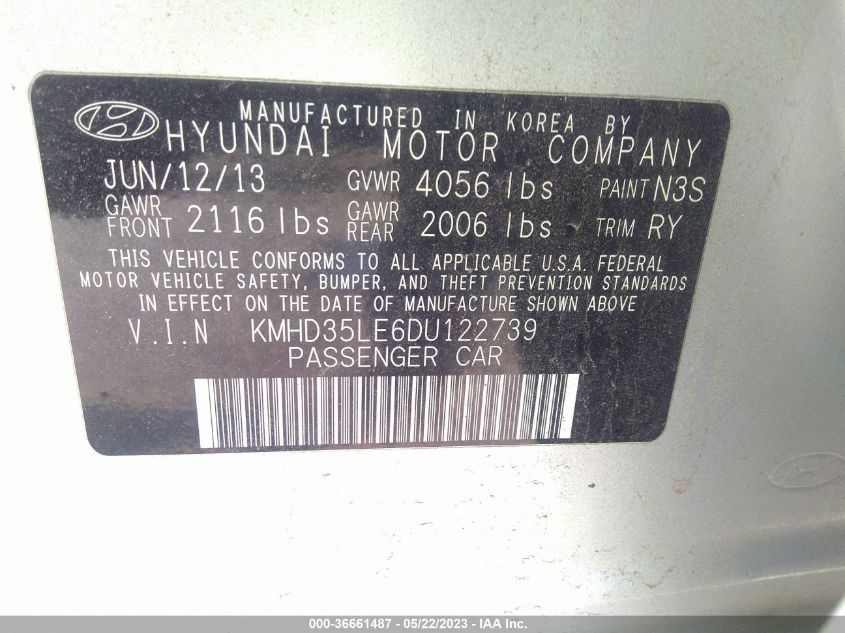 MANUFACTURED IN KOREA BY
HYUNDAI MOTOR COMPANY
JUN/12/13 GVWR 4056 lbs PAINT N3S
GAWR FRONT 2116 lbs GAWR REAR 2006 lbs TRIM RY
THIS VEHICLE CONFORMS TO ALL APPLICABLE U.S.A. FEDERAL
MOTOR VEHICLE SAFETY, BUMPER, AND THEFT PREVENTION STANDARDS
IN EFFECT ON THE DATE OF MANUFACTURE SHOWN ABOVE
V.I.N KMHD35LE6DU122739
PASSENGER CAR
000-36661487 - 05/22/2023 - IAA Inc.